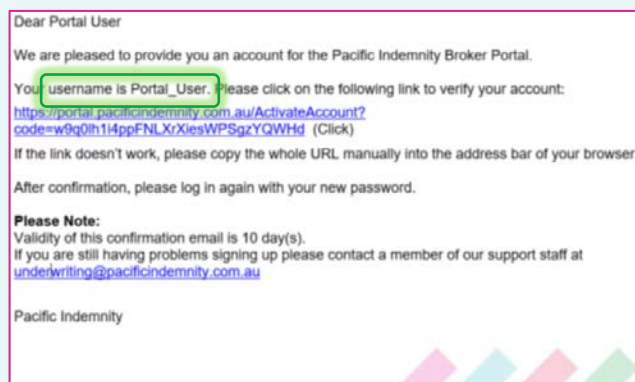 Dear Portal User
We are pleased to provide you an account for the Pacific Indemnity Broker Portal.
Your username is Portal_User. Please click on the following link to verify your account:
https://portal.pacificindemnity.com.au/ActivateAccount?
code=w9q0lh1i4ppFNLXrXiesWPSgzYQWHd (Click)
If the link doesn't work, please copy the whole URL manually into the address bar of your browser
After confirmation, please log in again with your new password.
Please Note:
Validity of this confirmation email is 10 day(s).
If you are still having problems signing up please contact a member of our support staff at
underwriting@pacificindemnity.com.au
Pacific Indemnity